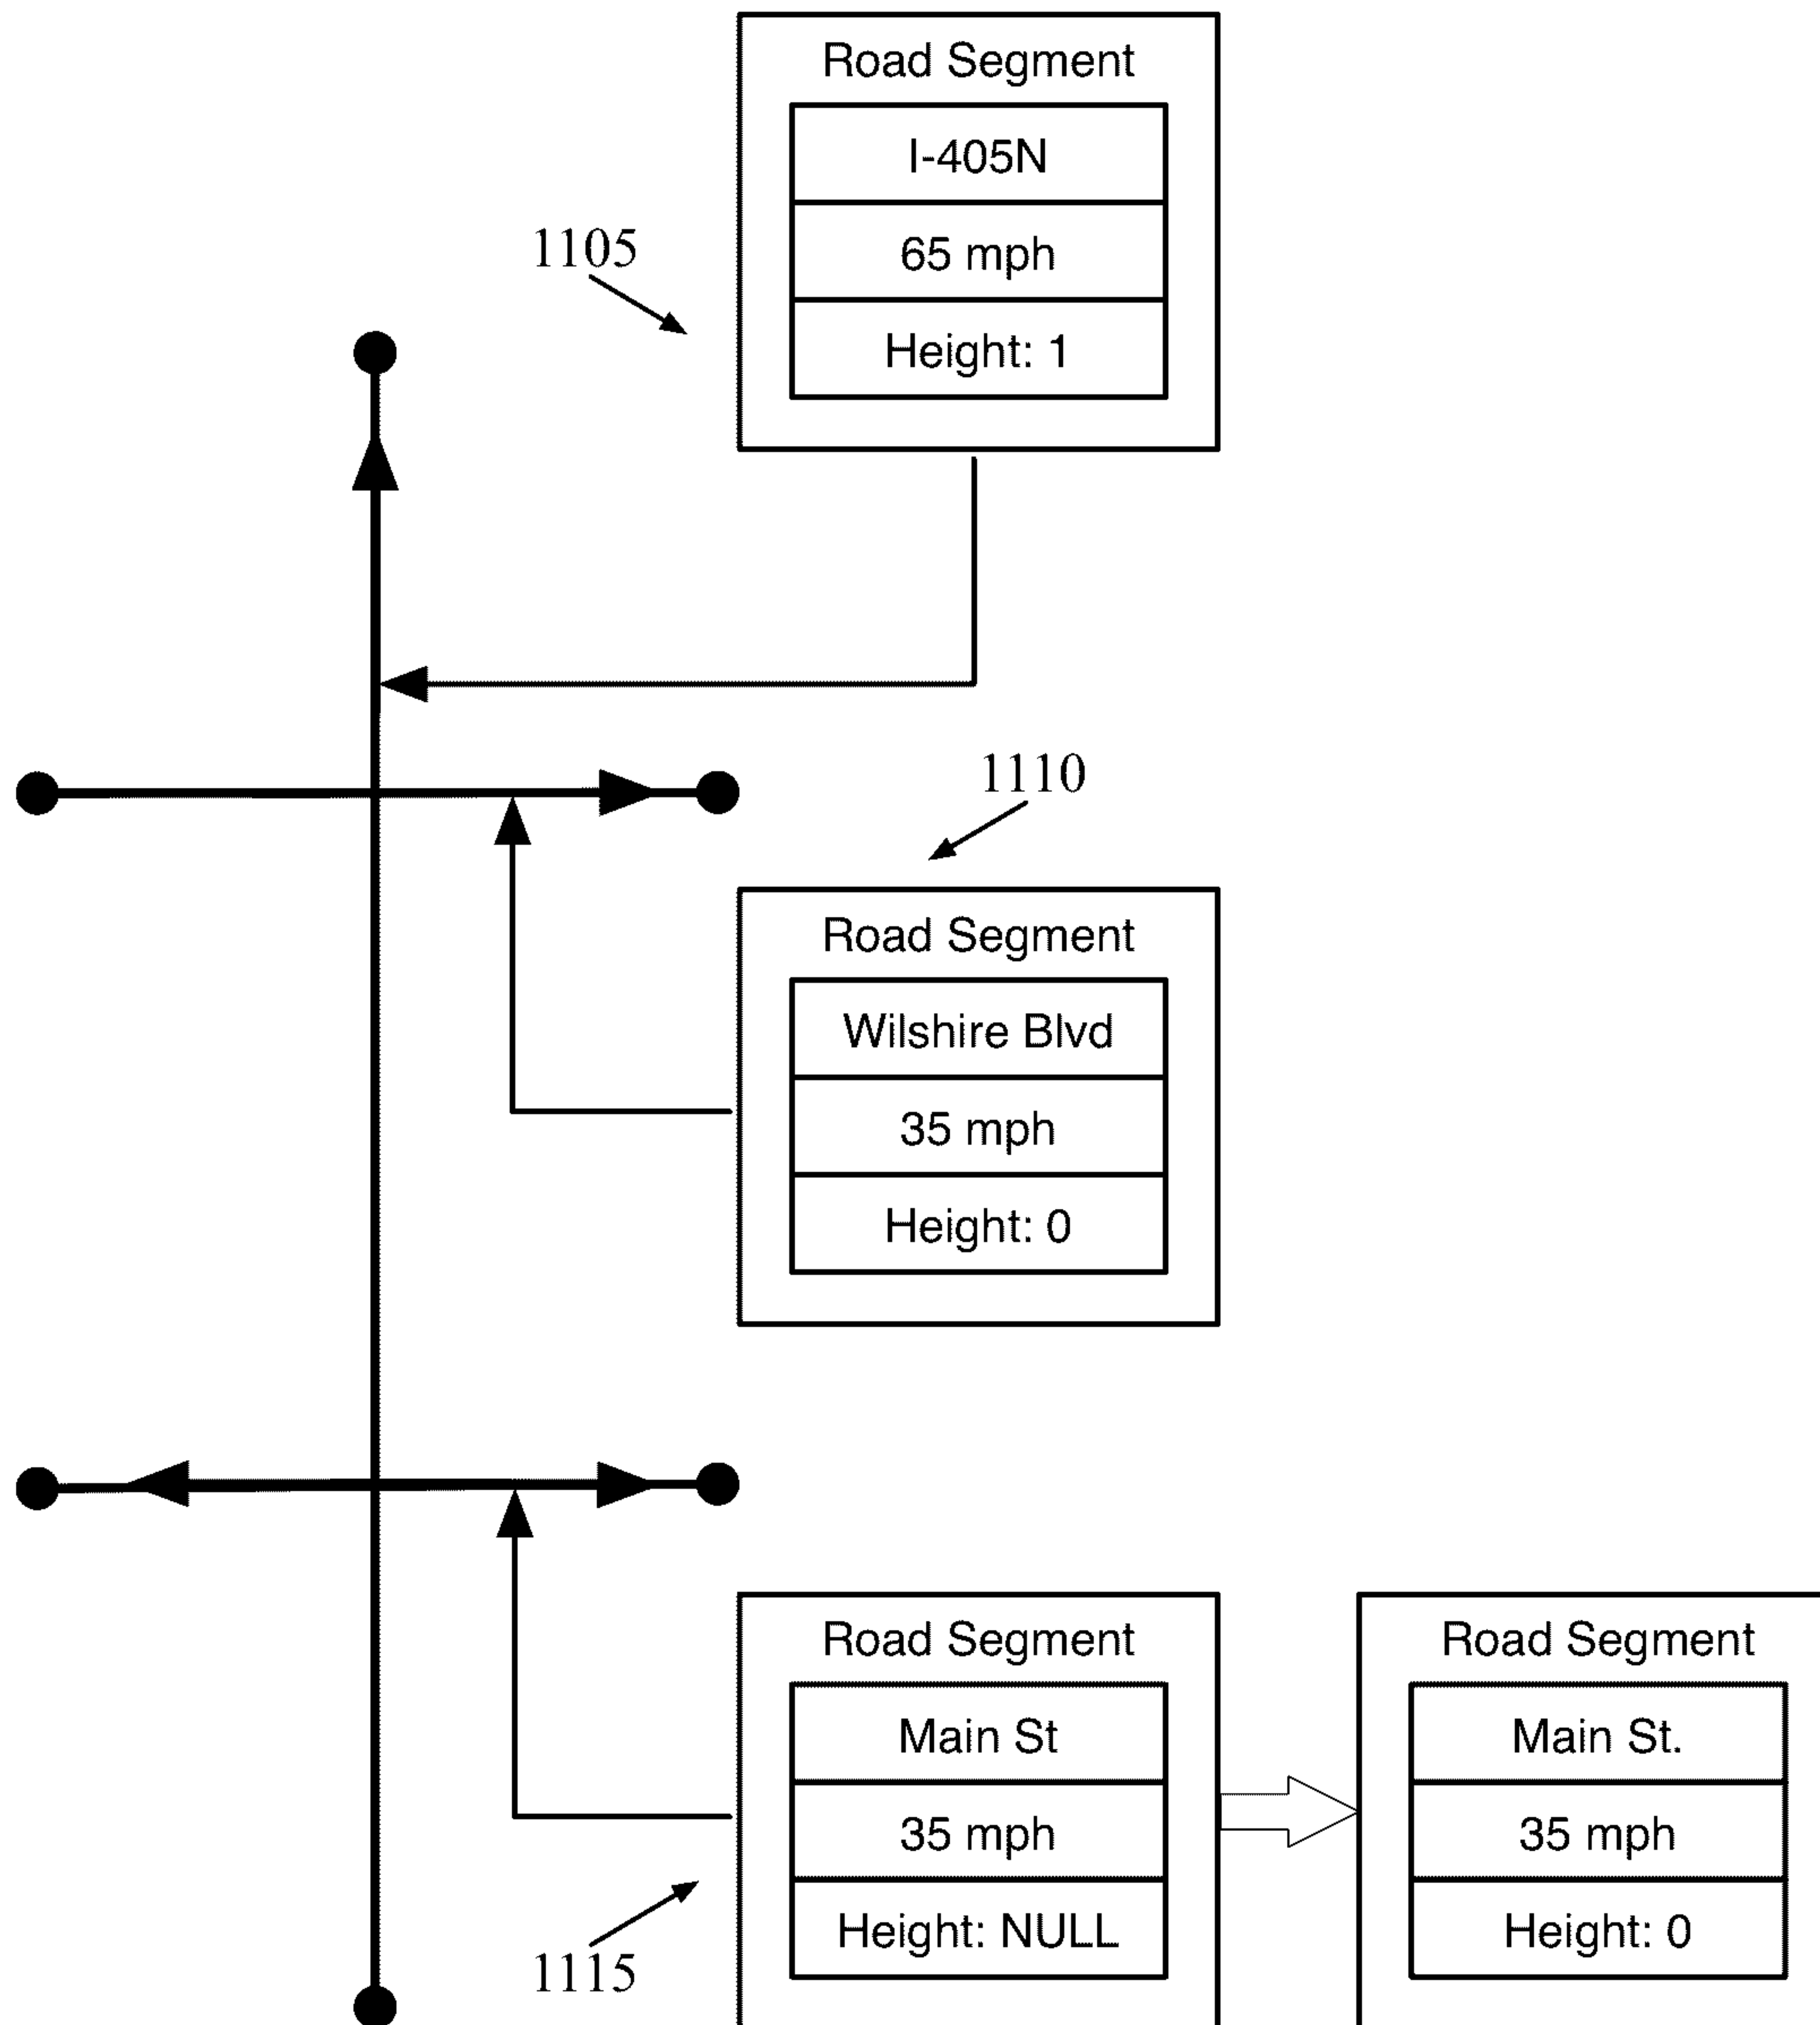 Road Segment
I-405N
65 mph
Height: 1
1105
1110
Road Segment
Wilshire Blvd
35 mph
Height: 0
Road Segment
Main St
35 mph
Height: NULL
1115
Road Segment
Main St.
35 mph
Height: 0